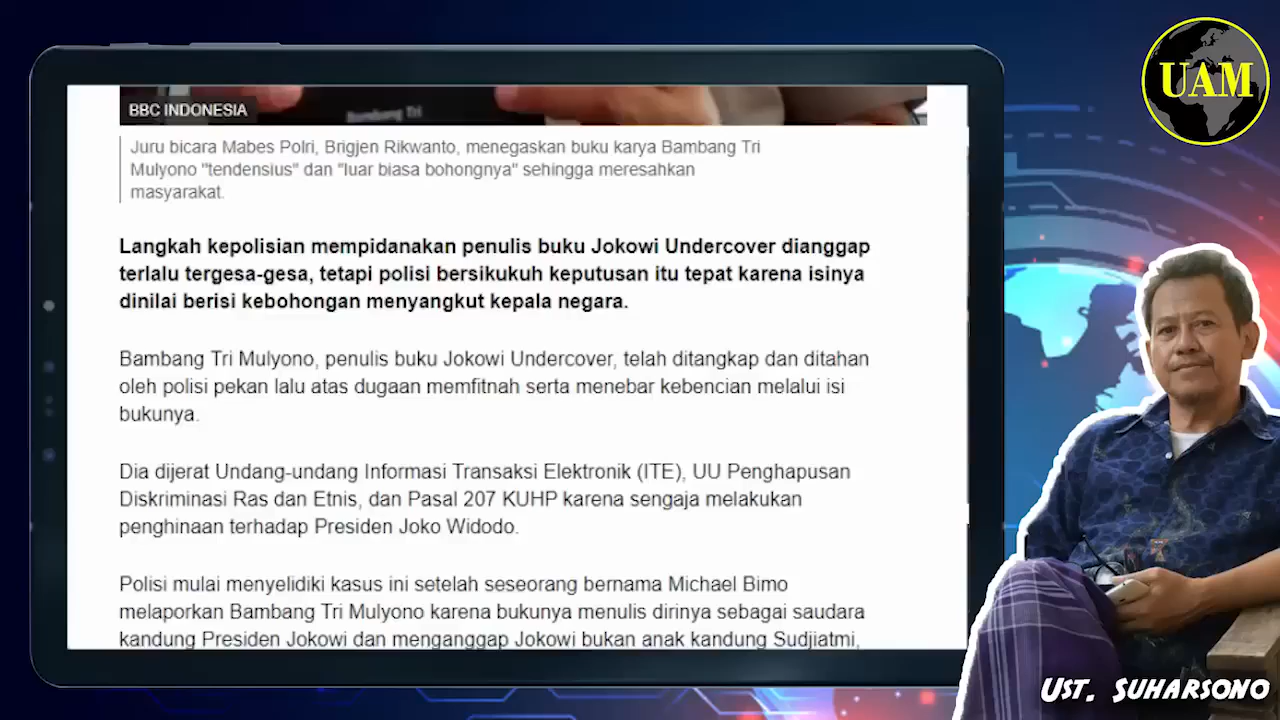 UAM
BBC INDONESIA
Bambang Tri
Juru bicara Mabes Polri, Brigjen Rikwanto, menegaskan buku karya Bambang Tri
Mulyono "tendensius" dan "luar biasa bohongnya" sehingga meresahkan
masyarakat.
Langkah kepolisian mempidanakan penulis buku Jokowi Undercover dianggap
terlalu tergesa-gesa, tetapi polisi bersikukuh keputusan itu tepat karena isinya
dinilai berisi kebohongan menyangkut kepala negara.
Bambang Tri Mulyono, penulis buku Jokowi Undercover, telah ditangkap dan ditahan
oleh polisi pekan lalu atas dugaan memfitnah serta menebar kebencian melalui isi
bukunya.
Dia dijerat Undang-undang Informasi Transaksi Elektronik (ITE), UU Penghapusan
Diskriminasi Ras dan Etnis, dan Pasal 207 KUHP karena sengaja melakukan
penghinaan terhadap Presiden Joko Widodo.
Polisi mulai menyelidiki kasus ini setelah seseorang bernama Michael Bimo
melaporkan Bambang Tri Mulyono karena bukunya menulis dirinya sebagai saudara
kandung Presiden Jokowi dan menganggap Jokowi bukan anak kandung Sudjiatmi,
UST. SUHARSONO